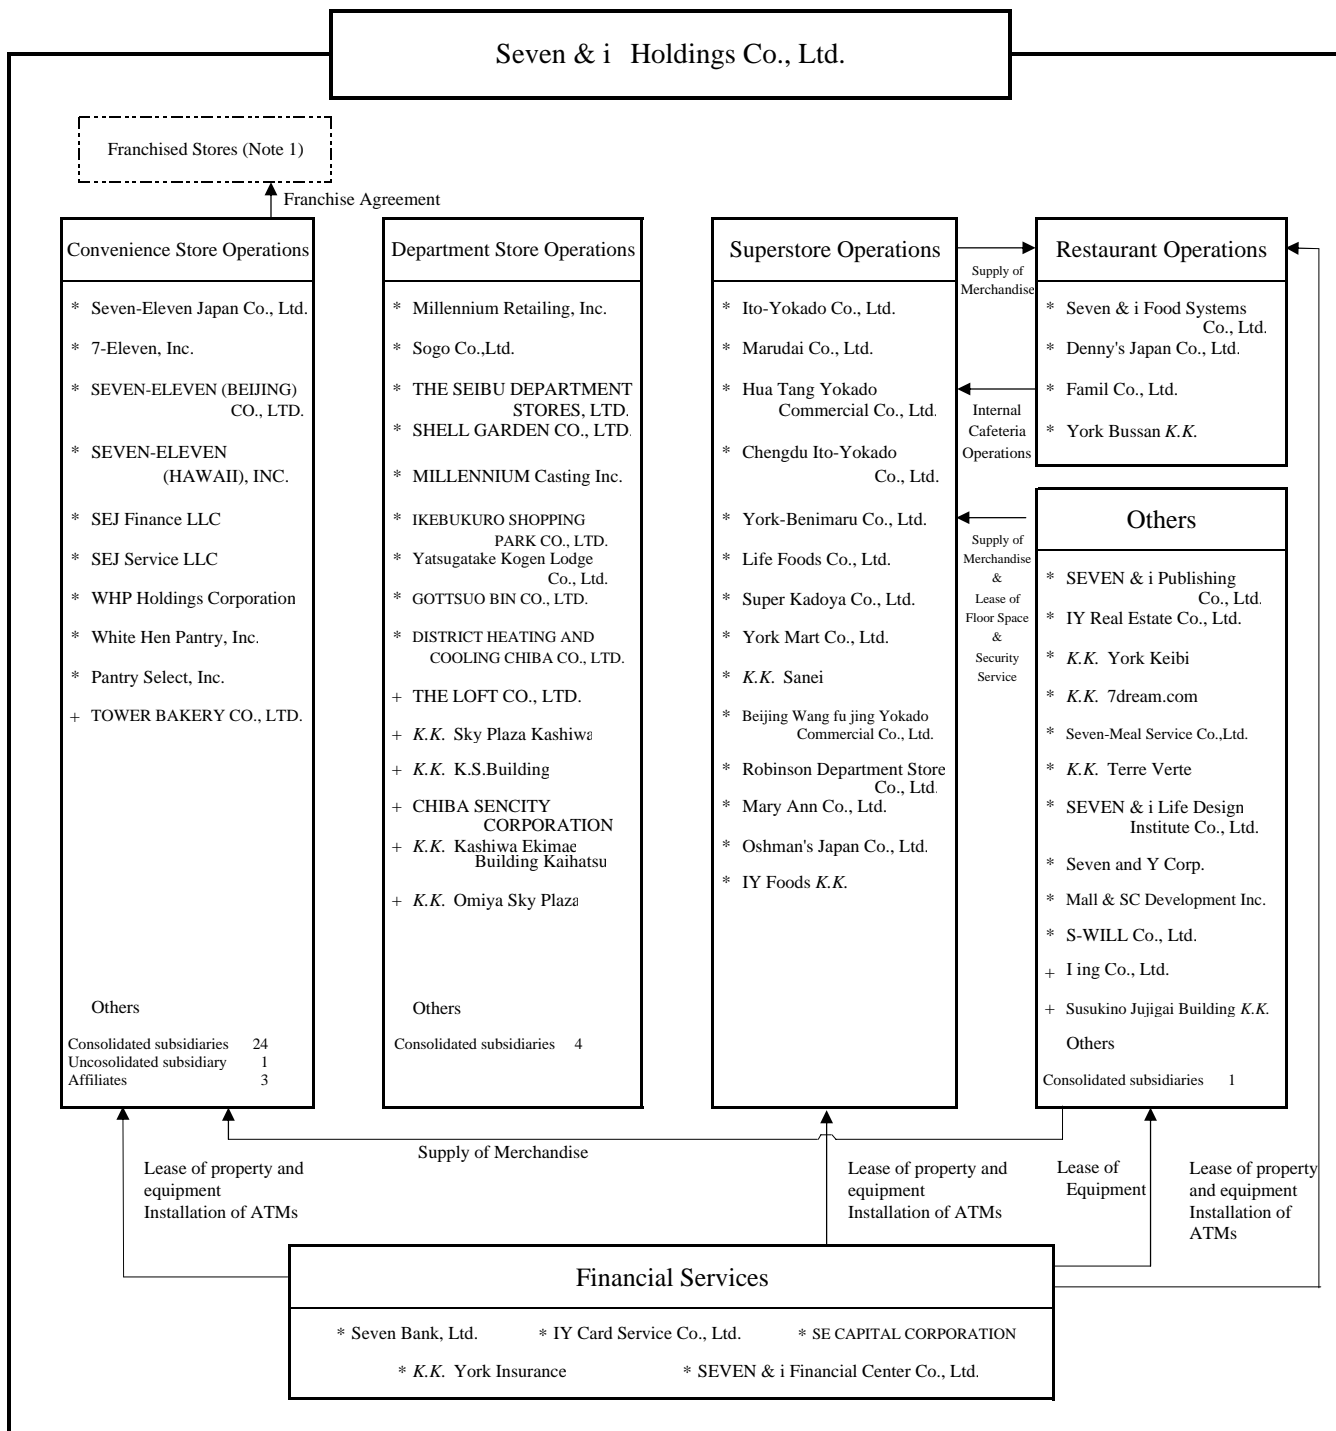 Seven & i Holdings Co., Ltd.
Franchised Stores (Note 1)
Franchise Agreement
Convenience Store Operations
* Seven-Eleven Japan Co., Ltd.
* 7-Eleven, Inc.
* SEVEN-ELEVEN (BEIJING)
CO., LTD.
* SEVEN-ELEVEN
(HAWAII), INC.
* SEJ Finance LLC
* SEJ Service LLC
* WHP Holdings Corporation
* White Hen Pantry, Inc.
* Pantry Select, Inc.
+ TOWER BAKERY CO., LTD.
Others
Consolidated subsidiaries 24
Uncosolidated subsidiary 1
Affiliates 3
Department Store Operations
* Millennium Retailing, Inc.
* Sogo Co.,Ltd.
* THE SEIBU DEPARTMENT
STORES, LTD.
* SHELL GARDEN CO., LTD.
* MILLENNIUM Casting Inc.
* IKEBUKURO SHOPPING
PARK CO., LTD.
* Yatsugatake Kogen Lodge
Co., Ltd.
* GOTTSUO BIN CO., LTD.
* DISTRICT HEATING AND
COOLING CHIBA CO., LTD.
+ THE LOFT CO., LTD.
+ K.K. Sky Plaza Kashiwa
+ K.K. K.S.Building
+ CHIBA SENCITY
CORPORATION
+ K.K. Kashiwa Ekimae
Building Kaihatsu
+ K.K. Omiya Sky Plaza
Others
Consolidated subsidiaries 4
Superstore Operations
* Ito-Yokado Co., Ltd.
* Marudai Co., Ltd.
* Hua Tang Yokado
Commercial Co., Ltd.
* Chengdu Ito-Yokado
Co., Ltd.
* York-Benimaru Co., Ltd.
* Life Foods Co., Ltd.
* Super Kadoya Co., Ltd.
* York Mart Co., Ltd.
* K.K. Sanei
* Beijing Wang fu jing Yokado
Commercial Co., Ltd.
* Robinson Department Store
Co., Ltd.
* Mary Ann Co., Ltd.
* Oshman's Japan Co., Ltd.
* IY Foods K.K.
Supply of
Merchandise
Internal
Cafeteria
Operations
Supply of
Merchandise
&
Lease of
Floor Space
&
Security
Service
Restaurant Operations
* Seven & i Food Systems
Co., Ltd.
* Denny's Japan Co., Ltd.
* Famil Co., Ltd.
* York Bussan K.K.
Others
* SEVEN & i Publishing
Co., Ltd.
* IY Real Estate Co., Ltd.
* K.K. York Keibi
* K.K. 7dream.com
* Seven-Meal Service Co.,Ltd.
* K.K. Terre Verte
* SEVEN & i Life Design
Institute Co., Ltd.
* Seven and Y Corp.
* Mall & SC Development Inc.
* S-WILL Co., Ltd.
+ I ing Co., Ltd.
+ Susukino Jujigai Building K.K.
Others
Consolidated subsidiaries 1
Supply of Merchandise
Lease of property and
equipment
Installation of ATMs
Lease of property and
equipment
Installation of ATMs
Lease of
Equipment
Lease of property
and equipment
Installation of
ATMs
Financial Services
* Seven Bank, Ltd. * IY Card Service Co., Ltd. * SE CAPITAL CORPORATION
* K.K. York Insurance * SEVEN & i Financial Center Co., Ltd.